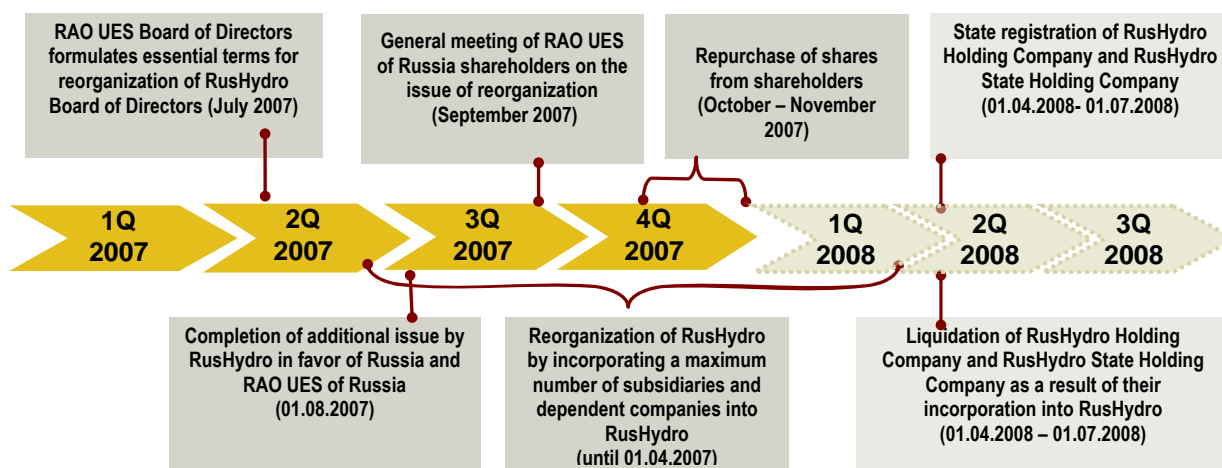 RAO UES Board of Directors
formulates essential terms for
reorganization of RusHydro
Board of Directors (July 2007)
General meeting of RAO UES
of Russia shareholders on the
issue of reorganization
(September 2007)
Repurchase of shares
from shareholders
(October – November
2007)
State registration of RusHydro
Holding Company and RusHydro
State Holding Company
(01.04.2008- 01.07.2008)
1Q
2007
2Q
2007
3Q
2007
4Q
2007
1Q
2008
2Q
2008
3Q
2008
Completion of additional issue by
RusHydro in favor of Russia and
RAO UES of Russia
(01.08.2007)
Reorganization of RusHydro
by incorporating a maximum
number of subsidiaries and
dependent companies into
RusHydro
(until 01.04.2007)
Liquidation of RusHydro Holding
Company and RusHydro State Holding
Company as a result of their
incorporation into RusHydro
(01.04.2008 – 01.07.2008)